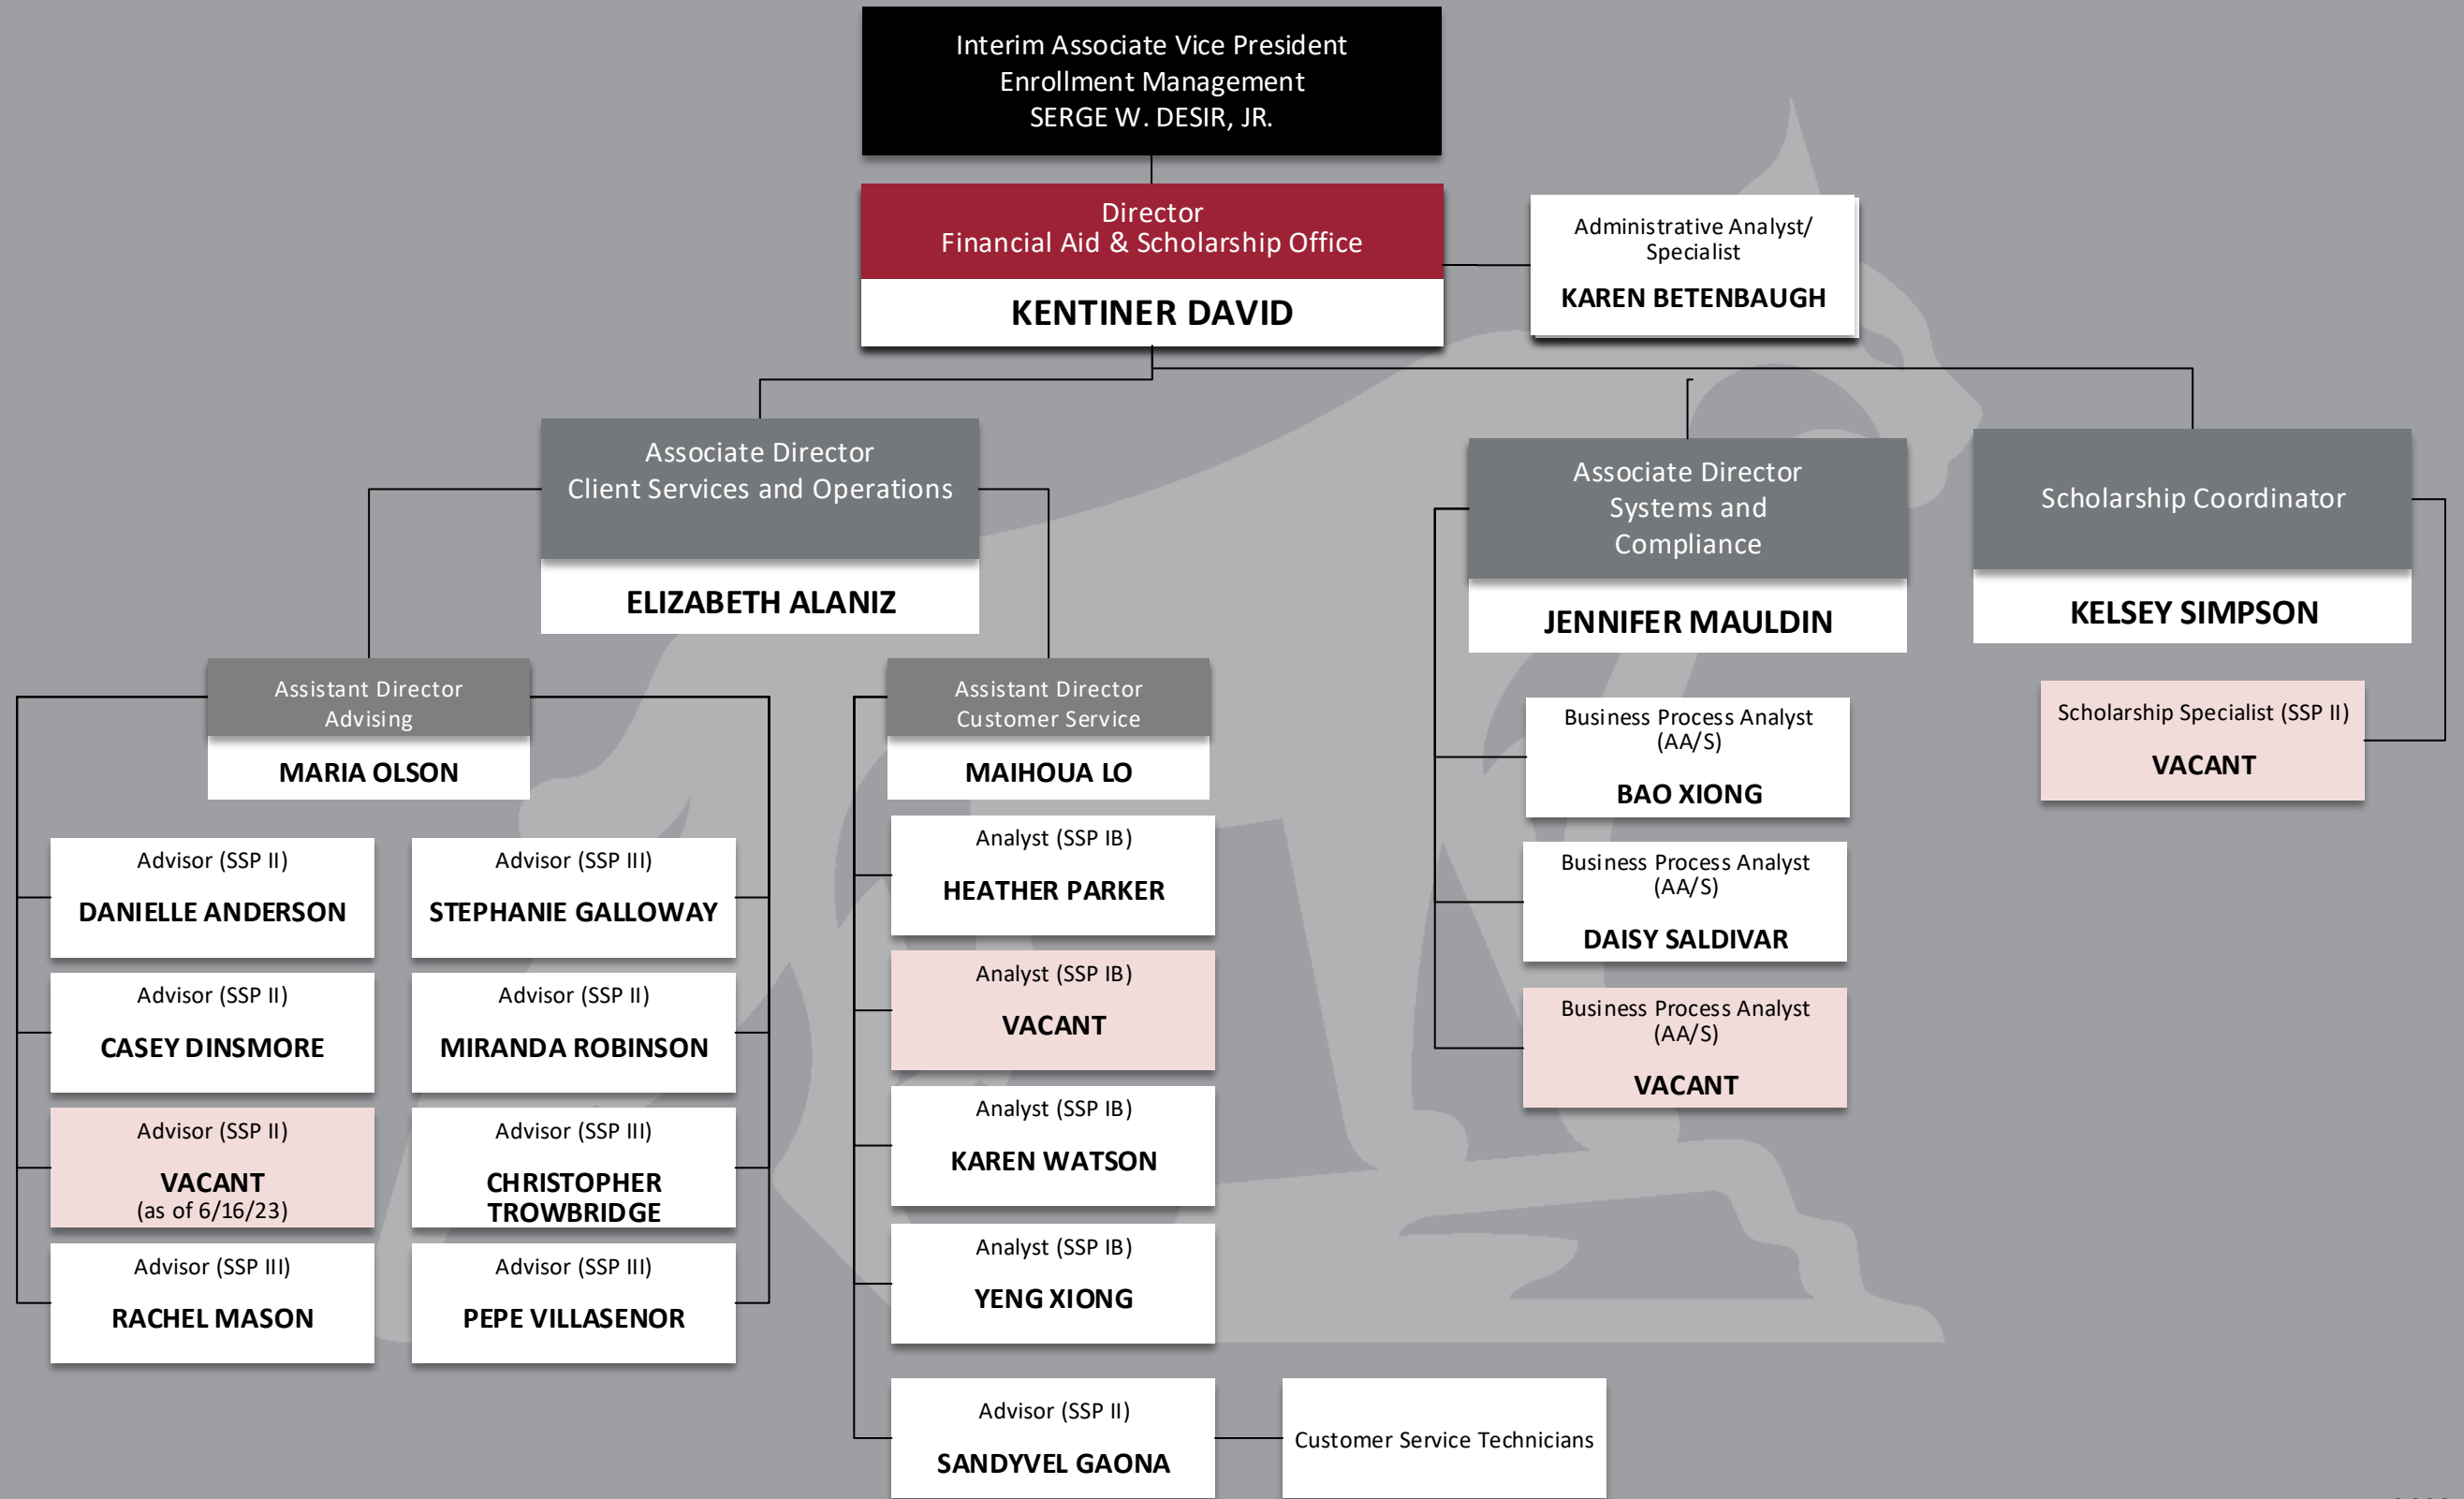 Interim Associate Vice President
Enrollment Management
SERGE W. DESIR, JR.
Director
Financial Aid & Scholarship Office
KENTINER DAVID
Administrative Analyst/
Specialist
KAREN BETENBAUGH
Associate Director
Client Services and Operations
ELIZABETH ALANIZ
Associate Director
Systems and
Compliance
JENNIFER MAULDIN
Scholarship Coordinator
KELSEY SIMPSON
Assistant Director
Advising
MARIA OLSON
Assistant Director
Customer Service
MAIHOUA LO
Business Process Analyst
(AA/S)
BAO XIONG
Scholarship Specialist (SSP II)
VACANT
Advisor (SSP II)
DANIELLE ANDERSON
Advisor (SSP III)
STEPHANIE GALLOWAY
Analyst (SSP IB)
HEATHER PARKER
Business Process Analyst
(AA/S)
DAISY SALDIVAR
Advisor (SSP II)
CASEY DINSMORE
Advisor (SSP II)
MIRANDA ROBINSON
Analyst (SSP IB)
VACANT
Business Process Analyst
(AA/S)
VACANT
Advisor (SSP II)
VACANT
(as of 6/16/23)
Advisor (SSP III)
CHRISTOPHER
TROWBRIDGE
Analyst (SSP IB)
KAREN WATSON
Advisor (SSP III)
RACHEL MASON
Advisor (SSP III)
PEPE VILLASENOR
Analyst (SSP IB)
YENG XIONG
Advisor (SSP II)
SANDYVEL GAONA
Customer Service Technicians